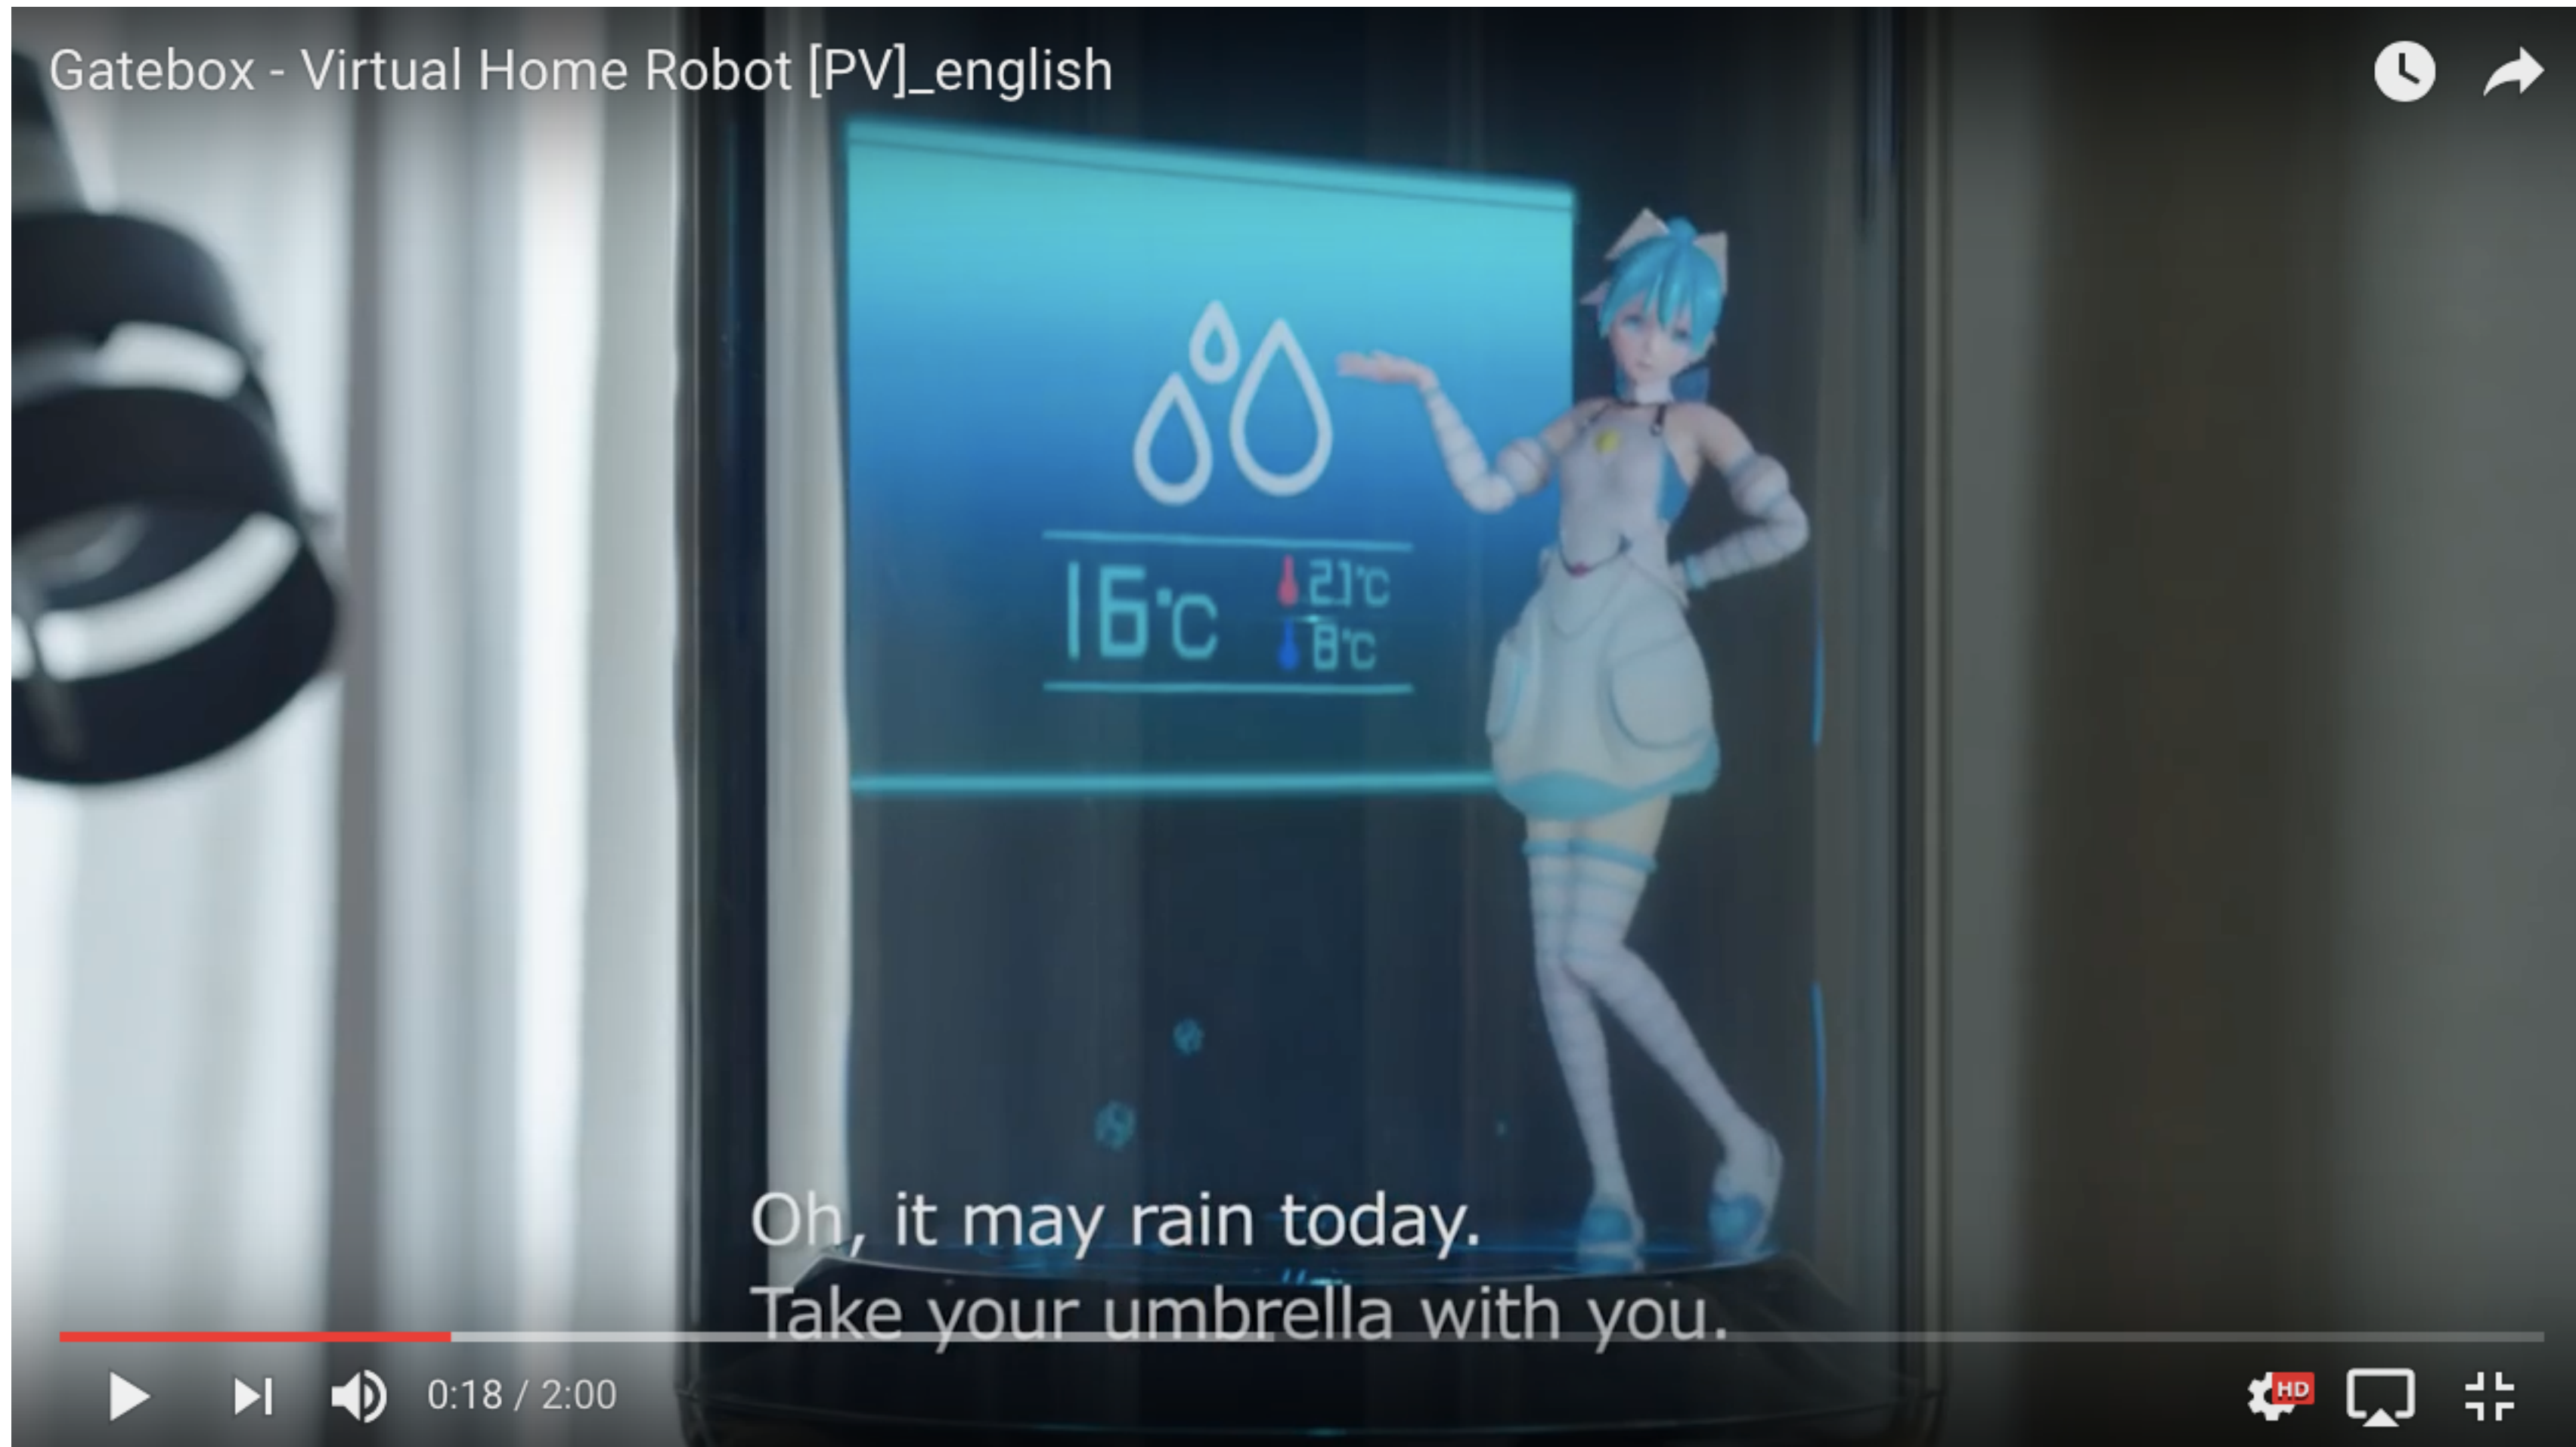 Gatebox - Virtual Home Robot [PV]_english
16°C
21°C
8°C
Oh, it may rain today.
Take your umbrella with you.
0:18 / 2:00
HD